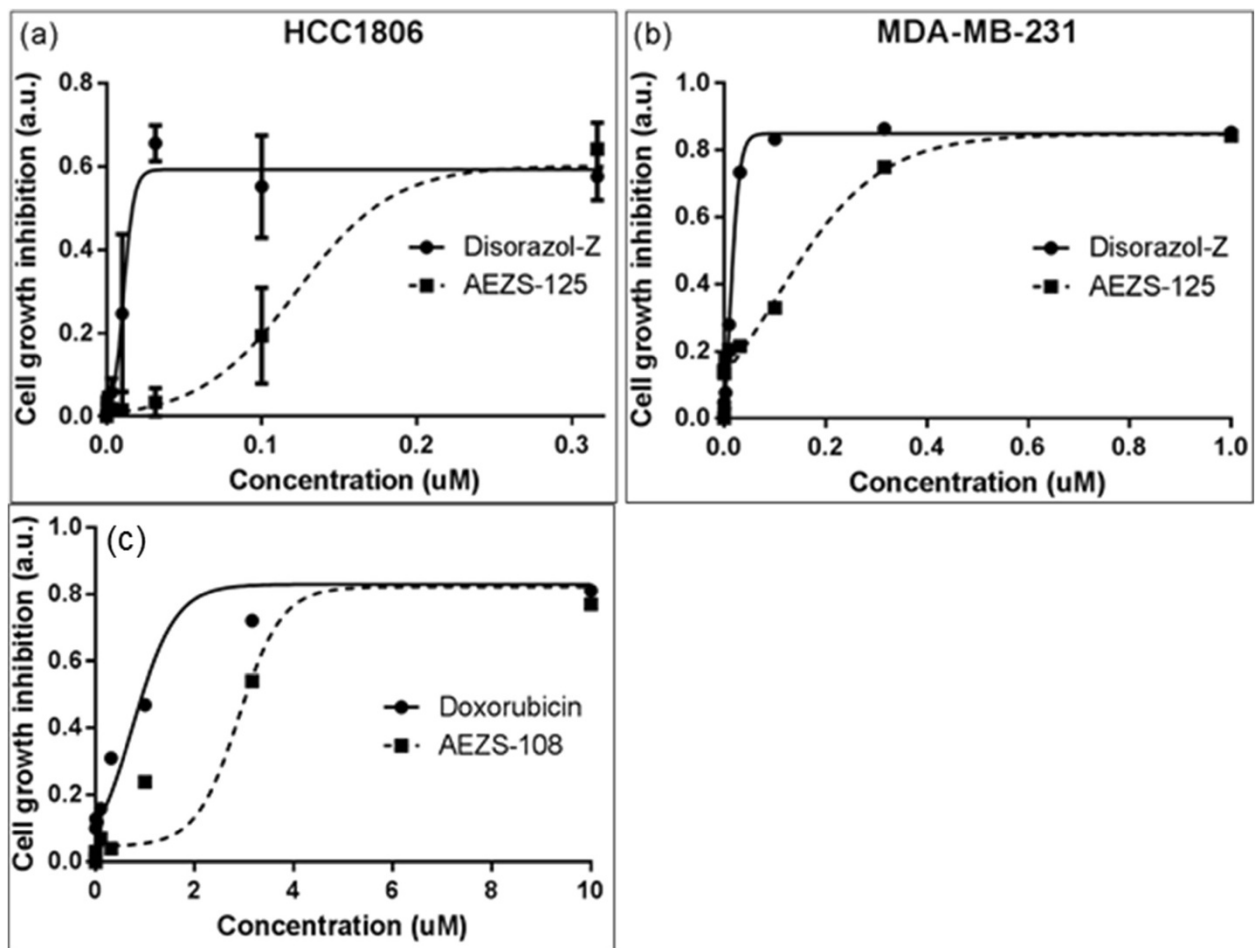 (a) HCC1806
Cell growth inhibition (a.u.)
0.8
0.6
0.4
0.2
0.0
Disorazol-Z
AEZS-125
0.0 0.1 0.2 0.3
Concentration (uM)
(b) MDA-MB-231
Cell growth inhibition (a.u.)
1.0
0.8
0.6
0.4
0.2
0.0
Disorazol-Z
AEZS-125
0.0 0.2 0.4 0.6 0.8 1.0
Concentration (uM)
(c)
Cell growth inhibition (a.u.)
1.0
0.8
0.6
0.4
0.2
0.0
Doxorubicin
AEZS-108
0 2 4 6 8 10
Concentration (uM)